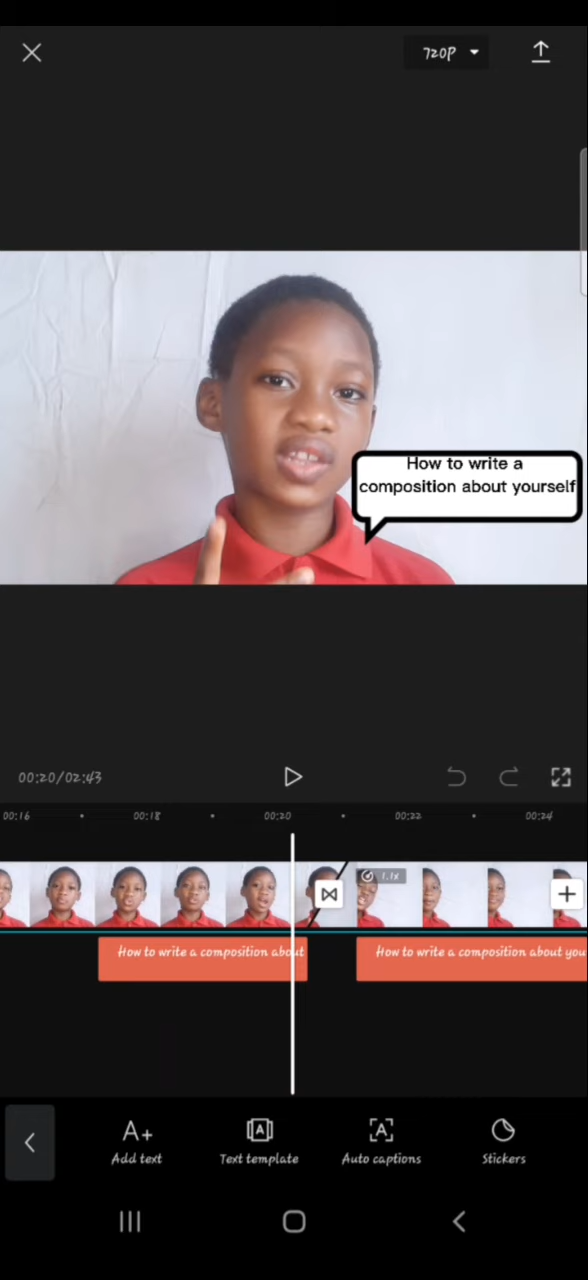 720P
How to write a
composition about yourself
00:20/02:43
00:16 00:18 00:20 00:22 00:24
1.1x
How to write a composition about How to write a composition about you
A+ A A
Add text Text template Auto captions Stickers